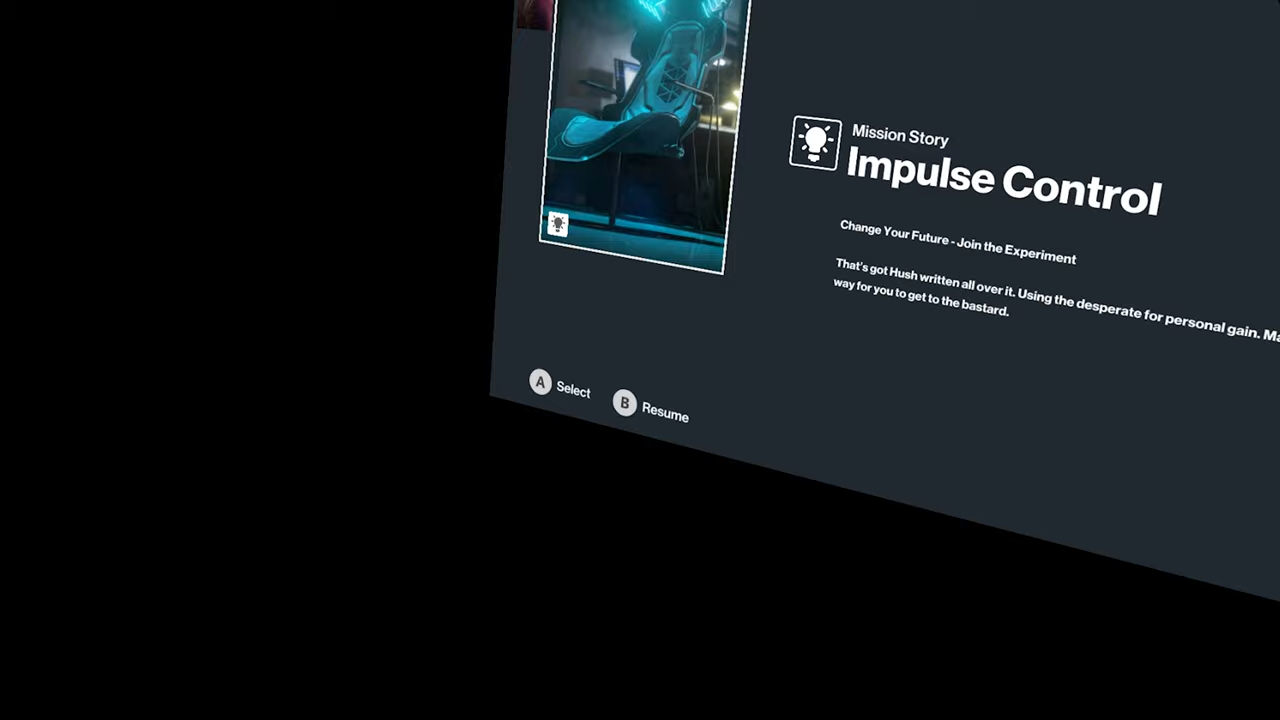 Mission Story
Impulse Control
Change Your Future - Join the Experiment
That's got Hush written all over it. Using the desperate for personal gain.
way for you to get to the bastard.
A Select B Resume